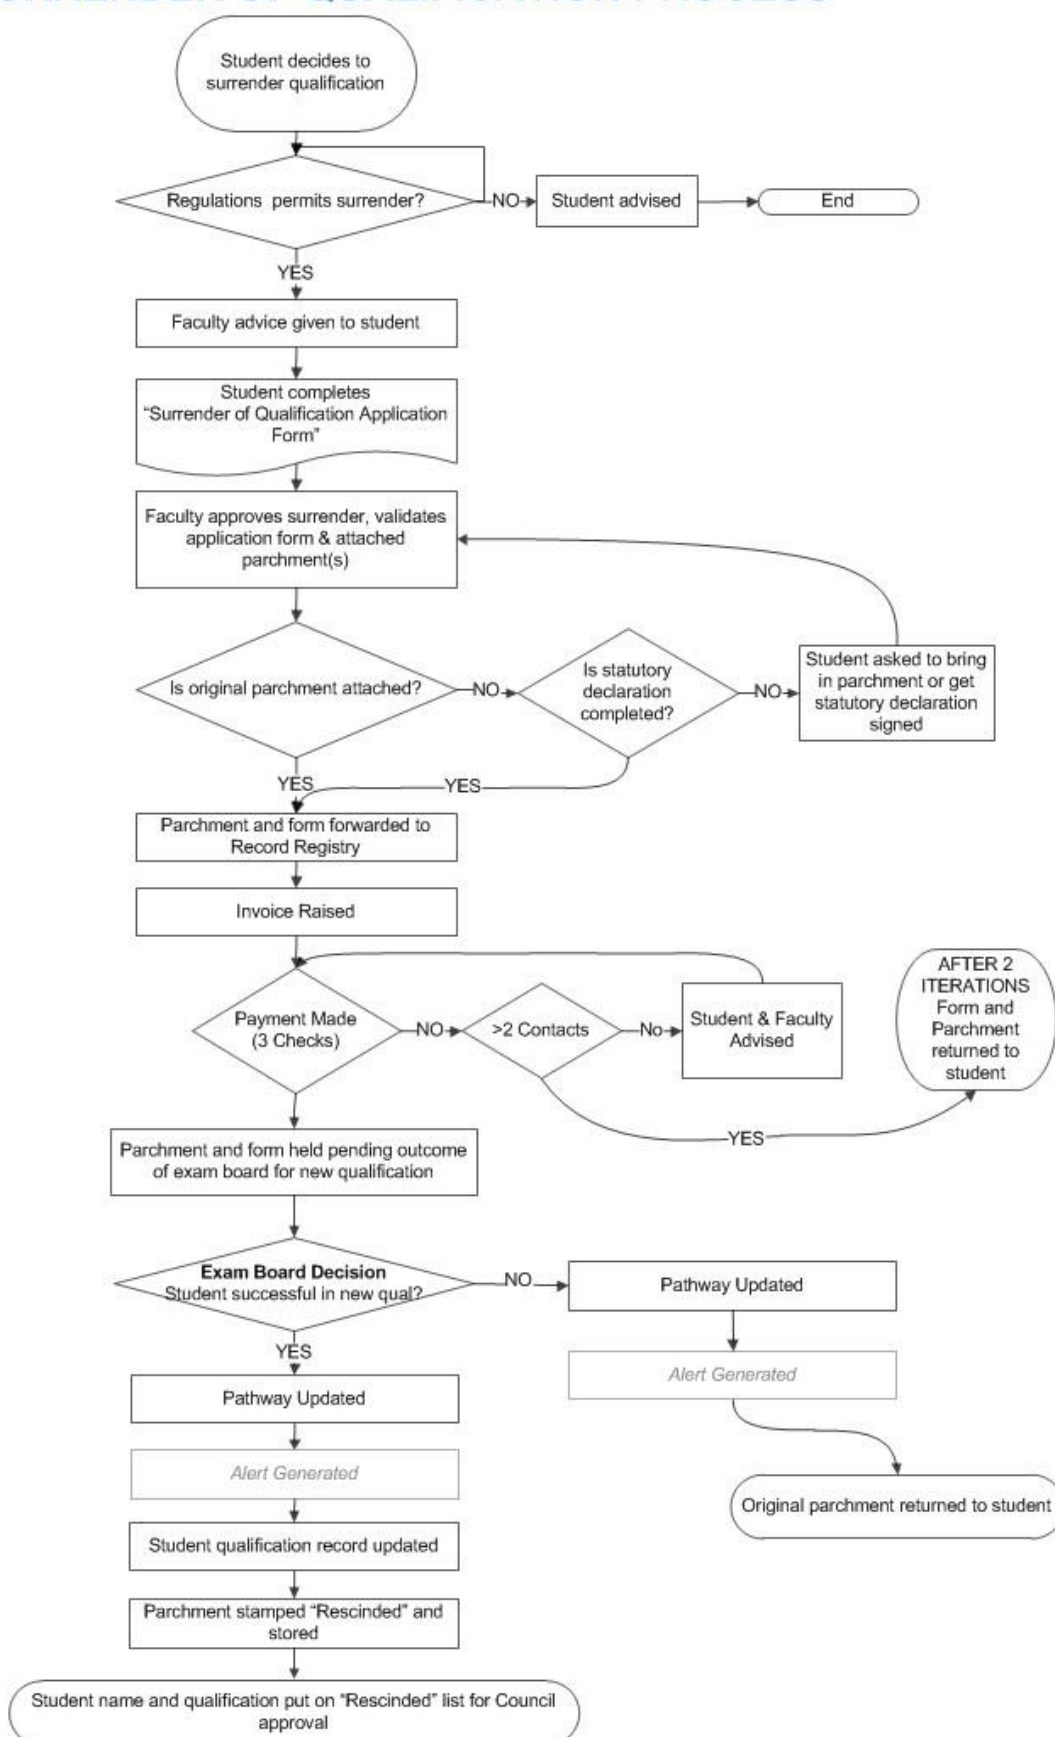 Student decides to
surrender qualification
Regulations permits surrender?
NO
Student advised
End
YES
Faculty advice given to student
Student completes
“Surrender of Qualification Application
Form”
Faculty approves surrender, validates
application form & attached
parchment(s)
Is original parchment attached?
NO
Is statutory
declaration
completed?
NO
Student asked to bring
in parchment or get
statutory declaration
signed
YES
YES
Parchment and form forwarded to
Record Registry
Invoice Raised
Payment Made
(3 Checks)
NO
>2 Contacts
No
Student & Faculty
Advised
AFTER 2
ITERATIONS
Form and
Parchment
returned to
student
YES
Parchment and form held pending outcome
of exam board for new qualification
Exam Board Decision
Student successful in new qual?
NO
Pathway Updated
Alert Generated
Original parchment returned to student
YES
Pathway Updated
Alert Generated
Student qualification record updated
Parchment stamped “Rescinded” and
stored
Student name and qualification put on “Rescinded” list for Council
approval